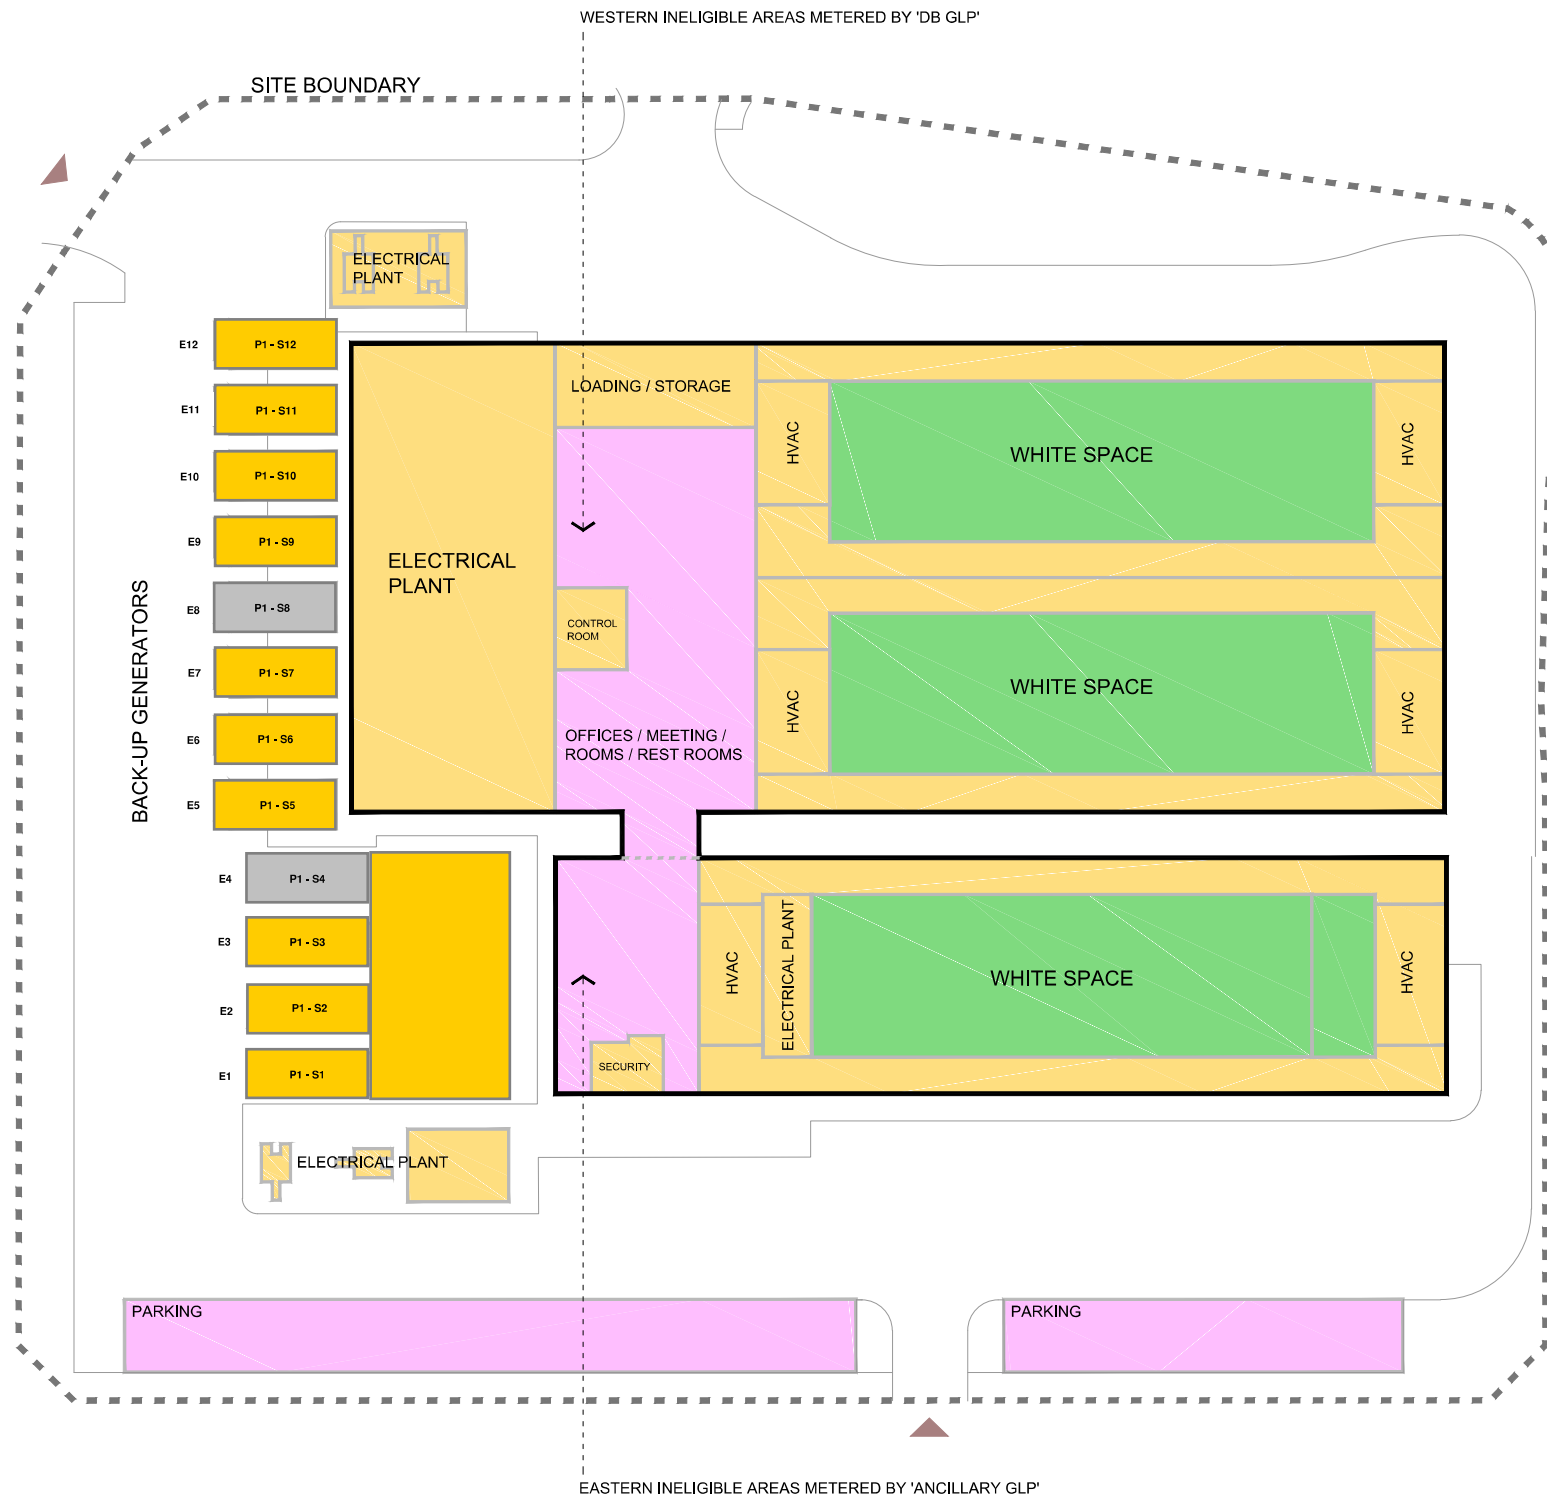 WESTERN INELIGIBLE AREAS METERED BY 'DB GLP'
SITE BOUNDARY
ELECTRICAL
PLANT
E12
P1 - S12
E11
P1 - S11
E10
P1 - S10
E9
P1 - S9
E8
P1 - S8
E7
P1 - S7
E6
P1 - S6
E5
P1 - S5
E4
P1 - S4
E3
P1 - S3
E2
P1 - S2
E1
P1 - S1
BACK-UP GENERATORS
ELECTRICAL
PLANT
LOADING / STORAGE
CONTROL
ROOM
OFFICES / MEETING /
ROOMS / REST ROOMS
HVAC
WHITE SPACE
HVAC
HVAC
WHITE SPACE
HVAC
HVAC
ELECTRICAL PLANT
WHITE SPACE
HVAC
SECURITY
ELECTRICAL PLANT
PARKING
PARKING
EASTERN INELIGIBLE AREAS METERED BY 'ANCILLARY GLP'